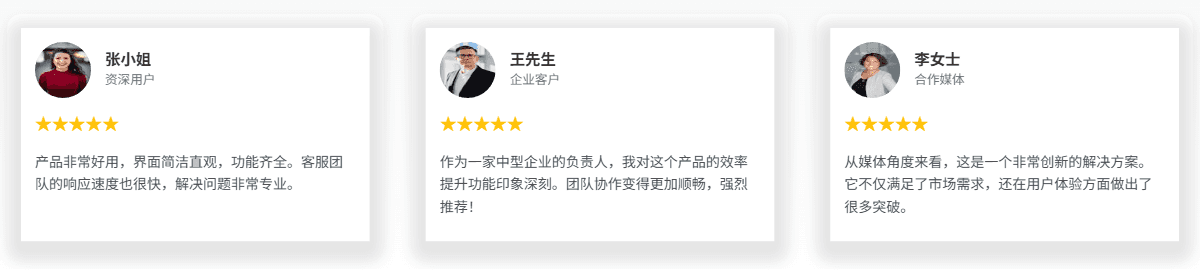 张小姐
资深用户
产品非常好用，界面简洁直观，功能齐全。客服团
队的响应速度也很快，解决问题非常专业。
王先生
企业客户
作为一家中型企业的负责人，我对这个产品的效率
提升功能印象深刻。团队协作变得更加顺畅，强烈
推荐！
李女士
合作媒体
从媒体角度来看，这是一个非常创新的解决方案。
它不仅满足了市场需求，还在用户体验方面做出了
很多突破。